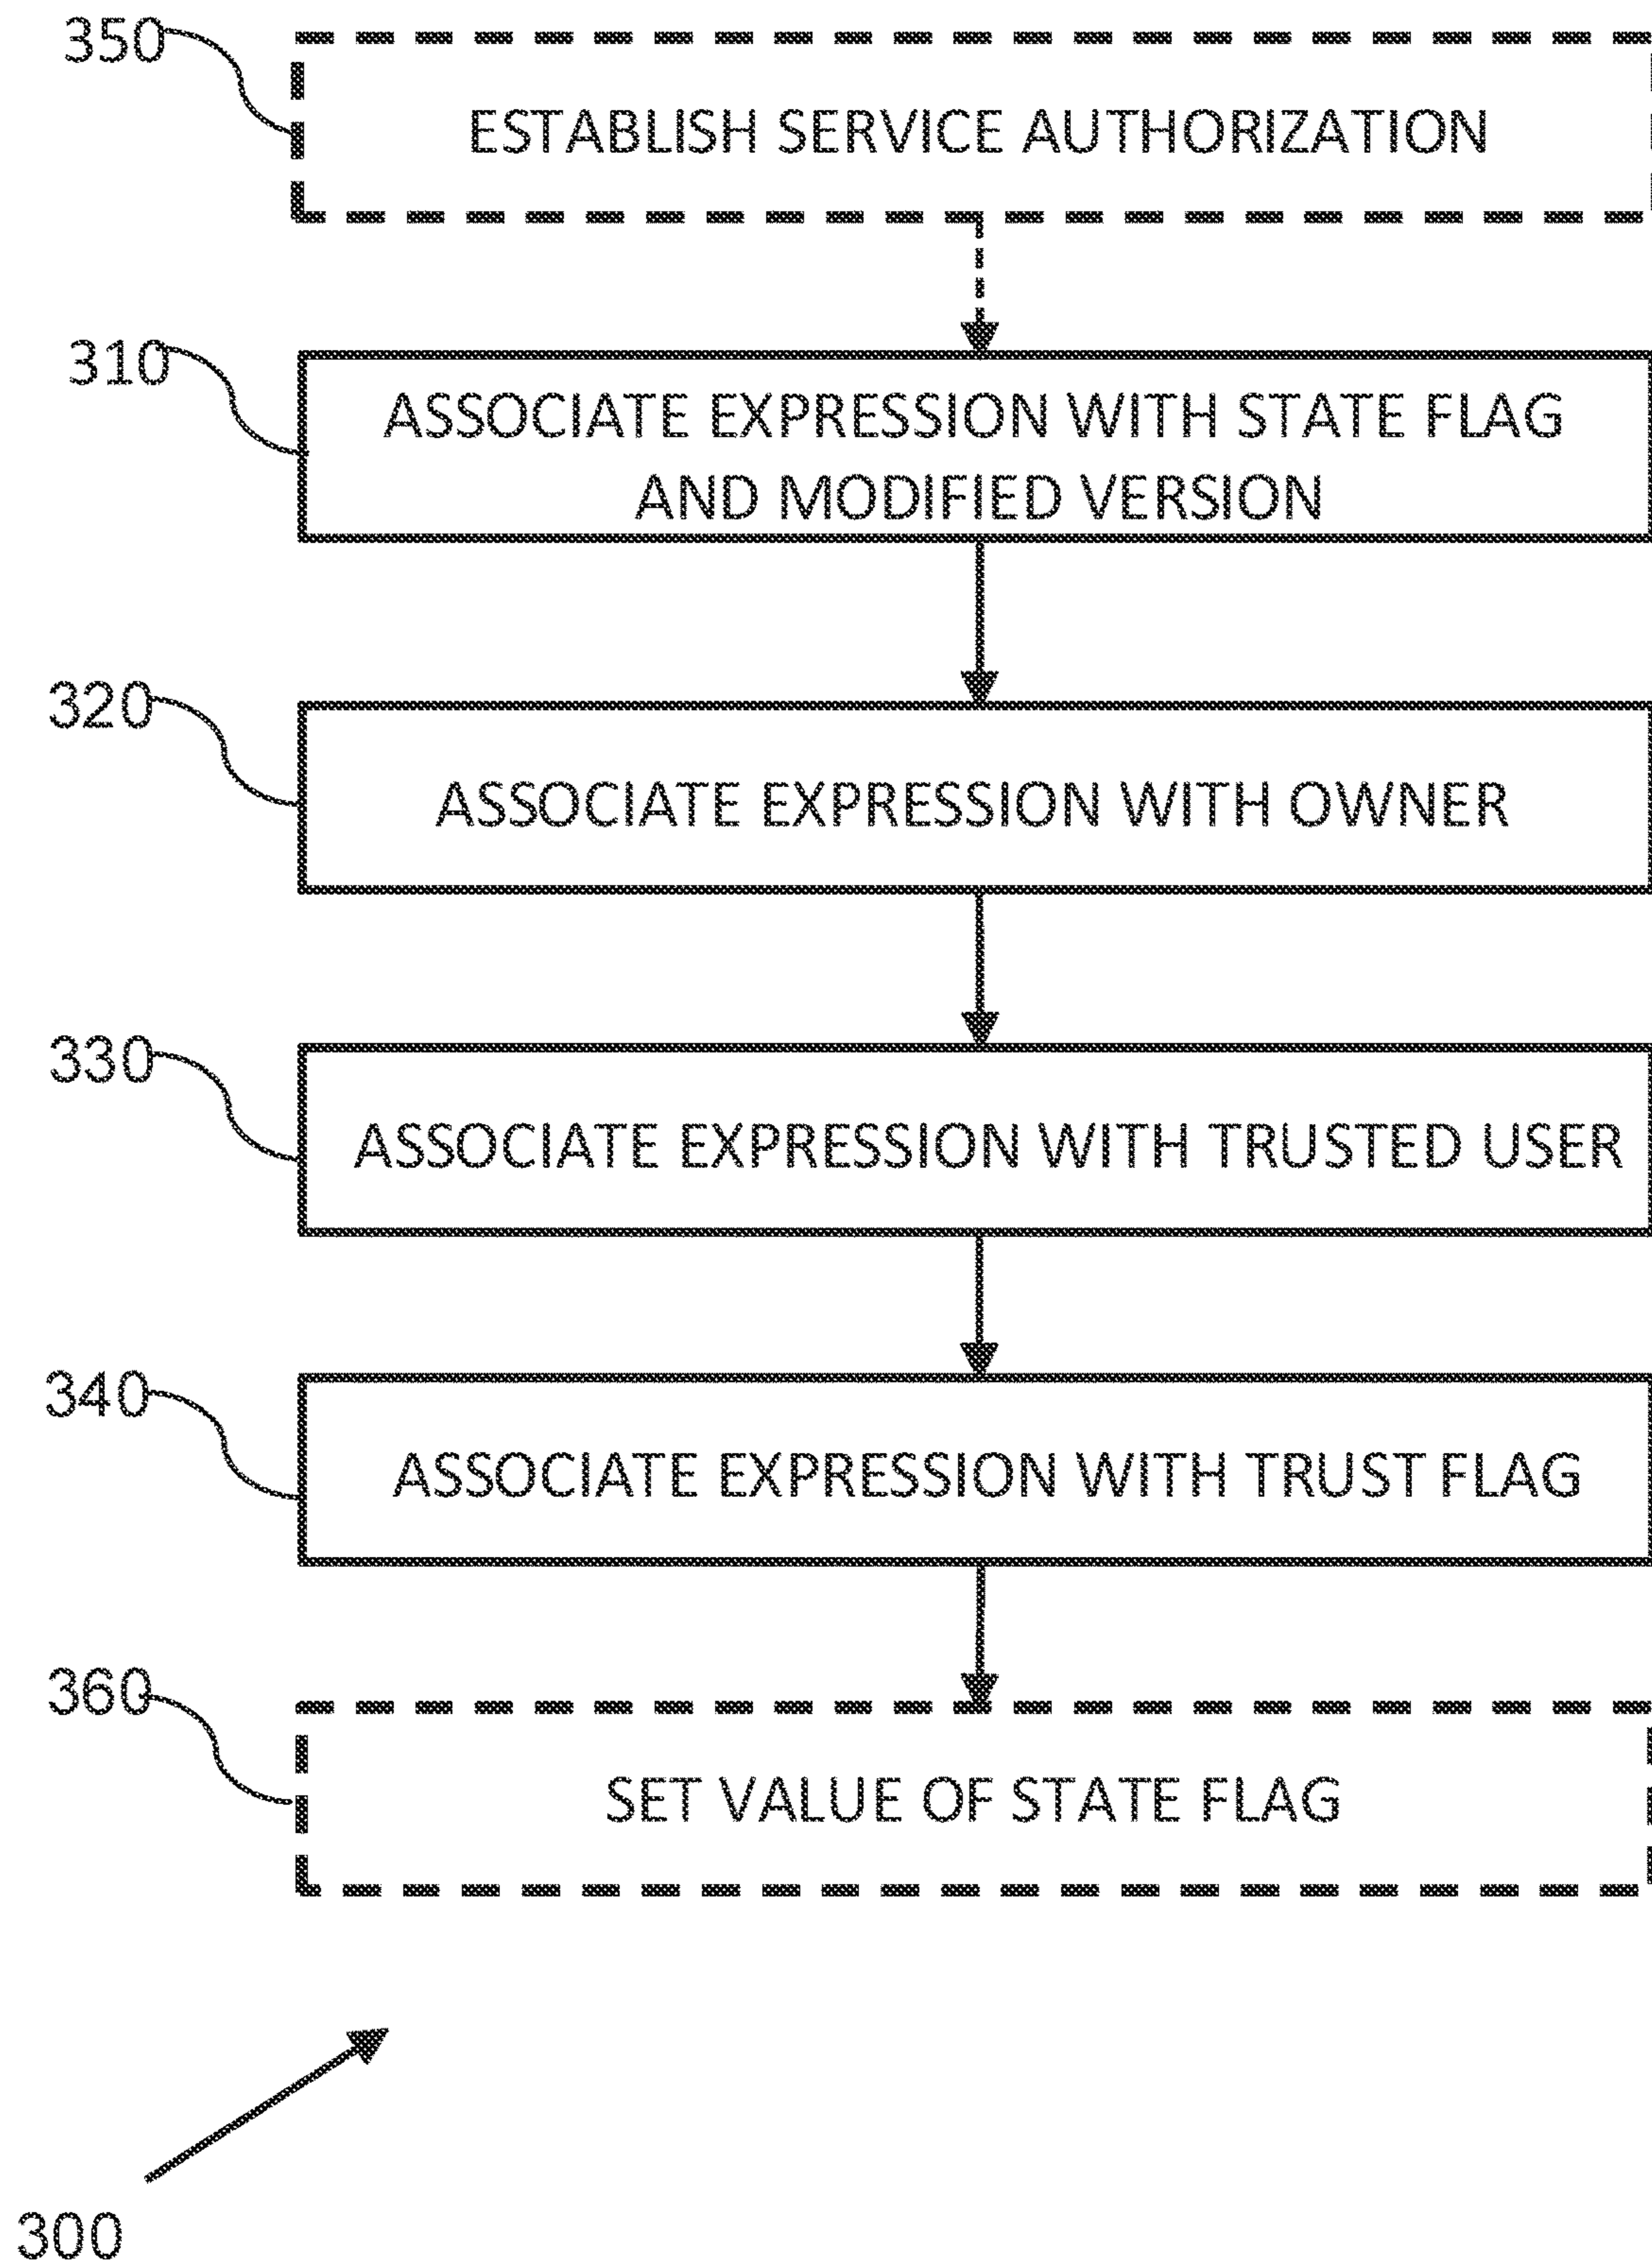 350
ESTABLISH SERVICE AUTHORIZATION
310
ASSOCIATE EXPRESSION WITH STATE FLAG
AND MODIFIED VERSION
320
ASSOCIATE EXPRESSION WITH OWNER
330
ASSOCIATE EXPRESSION WITH TRUSTED USER
340
ASSOCIATE EXPRESSION WITH TRUST FLAG
360
SET VALUE OF STATE FLAG
300